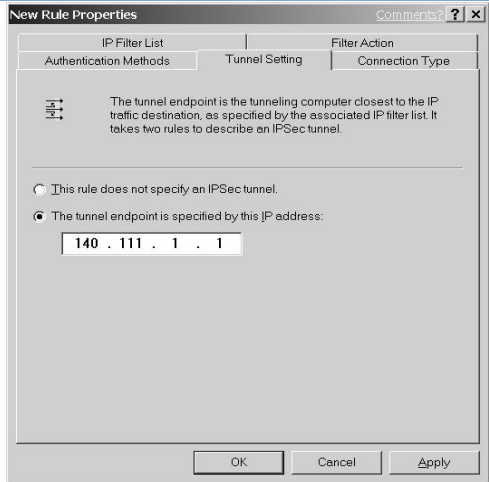 New Rule Properties Comments? ? ×
IP Filter List Filter Action
Authentication Methods Tunnel Setting Connection Type
The tunnel endpoint is the tunneling computer closest to the IP
traffic destination, as specified by the associated IP filter list. It
takes two rules to describe an IPSec tunnel.
This rule does not specify an IPSec tunnel.
The tunnel endpoint is specified by this IP address:
140 . 111 . 1 . 1
OK Cancel Apply